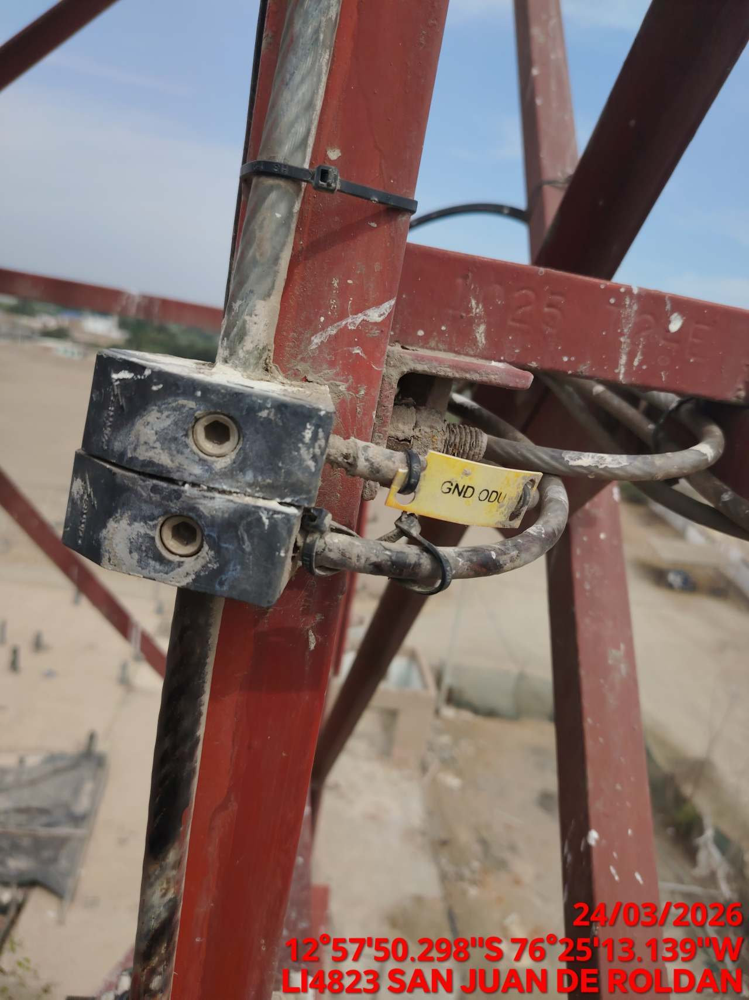 GND ODU
24/03/2026
12°57'50.298"S 76°25'13.139"W
LI4823 SAN JUAN DE ROLDAN